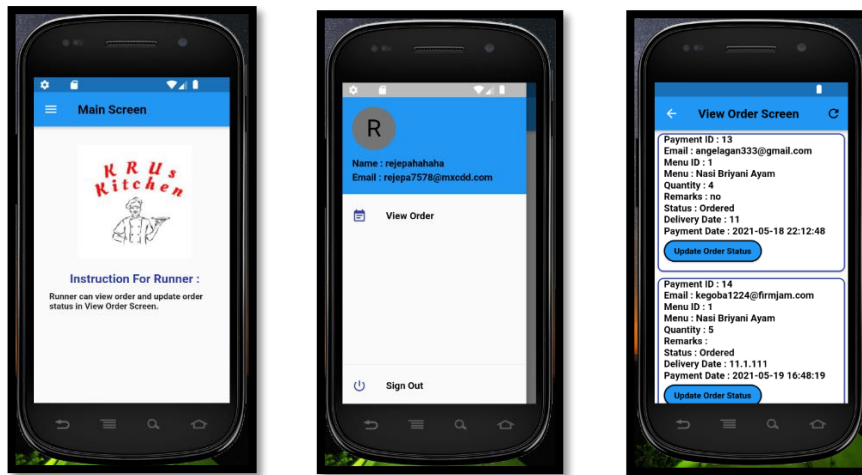 Main Screen
KRUs
Kitchen
Instruction For Runner :
Runner can view order and update order
status in View Order Screen.
R
Name : rejepahahaha
Email : rejepa7578@mxcdd.com
View Order
Sign Out
View Order Screen
Payment ID : 13
Email : angelagan333@gmail.com
Menu ID : 1
Menu : Nasi Briyani Ayam
Quantity : 4
Remarks : no
Status : Ordered
Delivery Date : 11
Payment Date : 2021-05-18 22:12:48
Update Order Status
Payment ID : 14
Email : kegoba1224@firmjam.com
Menu ID : 1
Menu : Nasi Briyani Ayam
Quantity : 5
Remarks :
Status : Ordered
Delivery Date : 11.1.111
Payment Date : 2021-05-19 16:48:19
Update Order Status